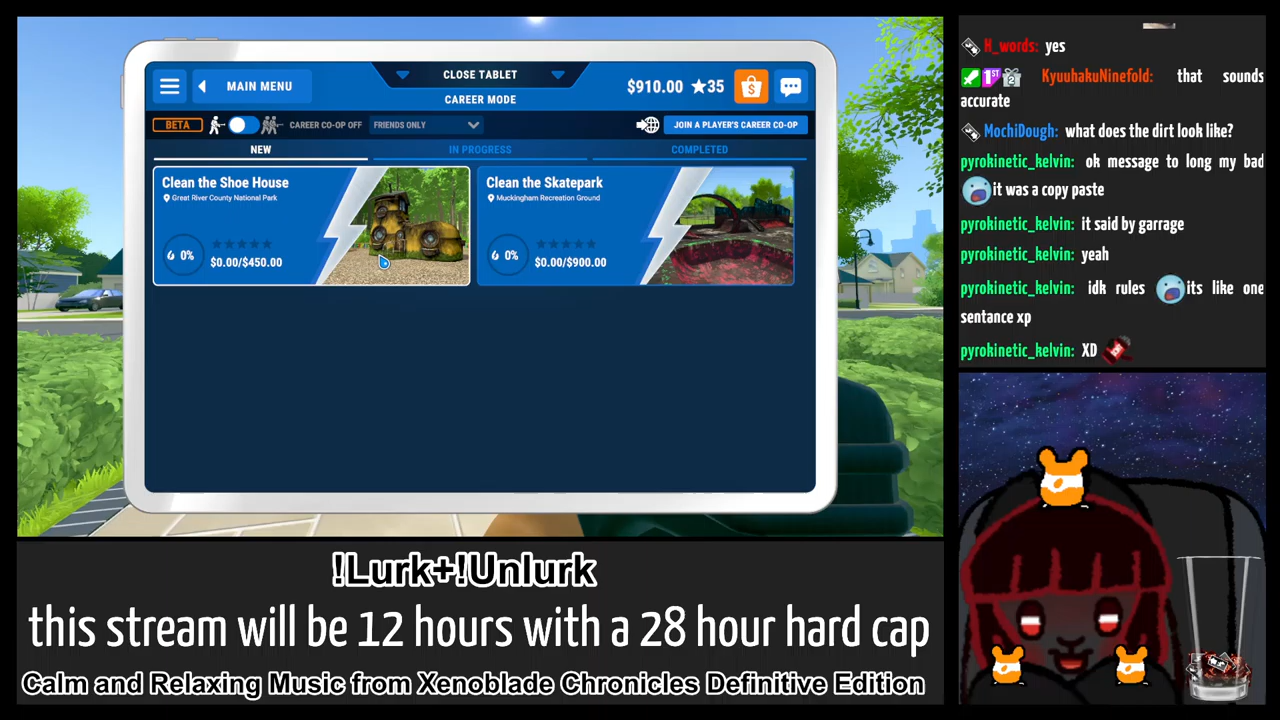 MAIN MENU
CLOSE TABLET
CAREER MODE
$910.00 ★35
BETA
CAREER CO-OP OFF
FRIENDS ONLY
JOIN A PLAYER'S CAREER CO-OP
NEW
IN PROGRESS
COMPLETED
Clean the Shoe House
Great River County National Park
0%
$0.00/$450.00
Clean the Skatepark
Muckingham Recreation Ground
0%
$0.00/$900.00
H_words: yes
1ST 2 KyuuhakuNinefold: that sounds
accurate
MochiDough: what does the dirt look like?
pyrokinetic_kelvin: ok message to long my bad
it was a copy paste
pyrokinetic_kelvin: it said by garrage
pyrokinetic_kelvin: yeah
pyrokinetic_kelvin: idk rules its like one
sentance xp
pyrokinetic_kelvin: XD
!Lurk+!Unlurk
this stream will be 12 hours with a 28 hour hard cap
Calm and Relaxing Music from Xenoblade Chronicles Definitive Edition